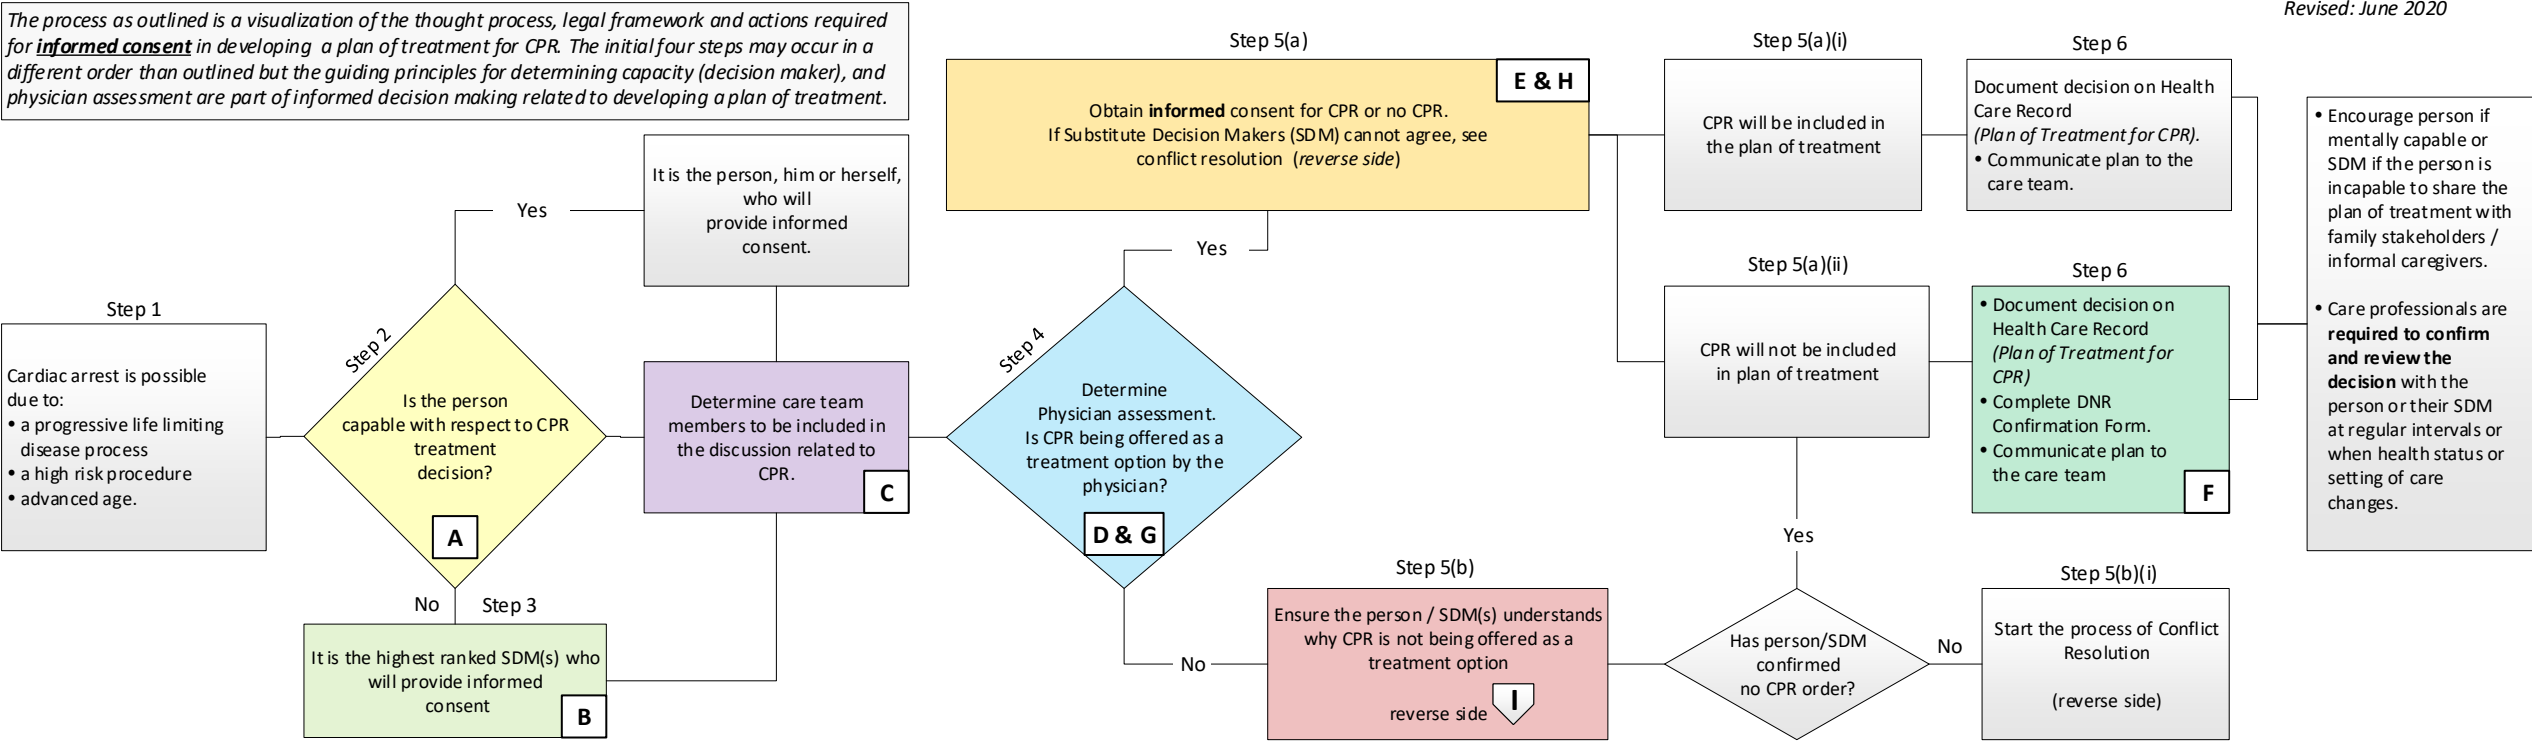 The process as outlined is a visualization of the thought process, legal framework and actions required
for informed consent in developing a plan of treatment for CPR. The initial four steps may occur in a
different order than outlined but the guiding principles for determining capacity (decision maker), and
physician assessment are part of informed decision making related to developing a plan of treatment.
Revised: June 2020
Step 1
Cardiac arrest is possible
due to:
• a progressive life limiting
disease process
• a high risk procedure
• advanced age.
Step 2
Is the person
capable with respect to CPR
treatment
decision?
A
Yes
It is the person, him or herself,
who will
provide informed
consent.
No
Step 3
It is the highest ranked SDM(s) who
will provide informed
consent
B
Determine care team
members to be included in
the discussion related to
CPR.
C
Step 4
Determine
Physician assessment.
Is CPR being offered as a
treatment option by the
physician?
D & G
Yes
Step 5(a)
E & H
Obtain informed consent for CPR or no CPR.
If Substitute Decision Makers (SDM) cannot agree, see
conflict resolution (reverse side)
Step 5(a)(i)
CPR will be included in
the plan of treatment
Step 6
Document decision on Health
Care Record
(Plan of Treatment for CPR).
• Communicate plan to the
care team.
Step 5(a)(ii)
CPR will not be included
in plan of treatment
Step 6
• Document decision on
Health Care Record
(Plan of Treatment for
CPR)
• Complete DNR
Confirmation Form.
• Communicate plan to
the care team
F
No
Step 5(b)
Ensure the person / SDM(s) understands
why CPR is not being offered as a
treatment option
reverse side
I
Yes
Has person/SDM
confirmed
no CPR order?
No
Step 5(b)(i)
Start the process of Conflict
Resolution
(reverse side)
• Encourage person if
mentally capable or
SDM if the person is
incapable to share the
plan of treatment with
family stakeholders /
informal caregivers.
• Care professionals are
required to confirm
and review the
decision with the
person or their SDM
at regular intervals or
when health status or
setting of care
changes.